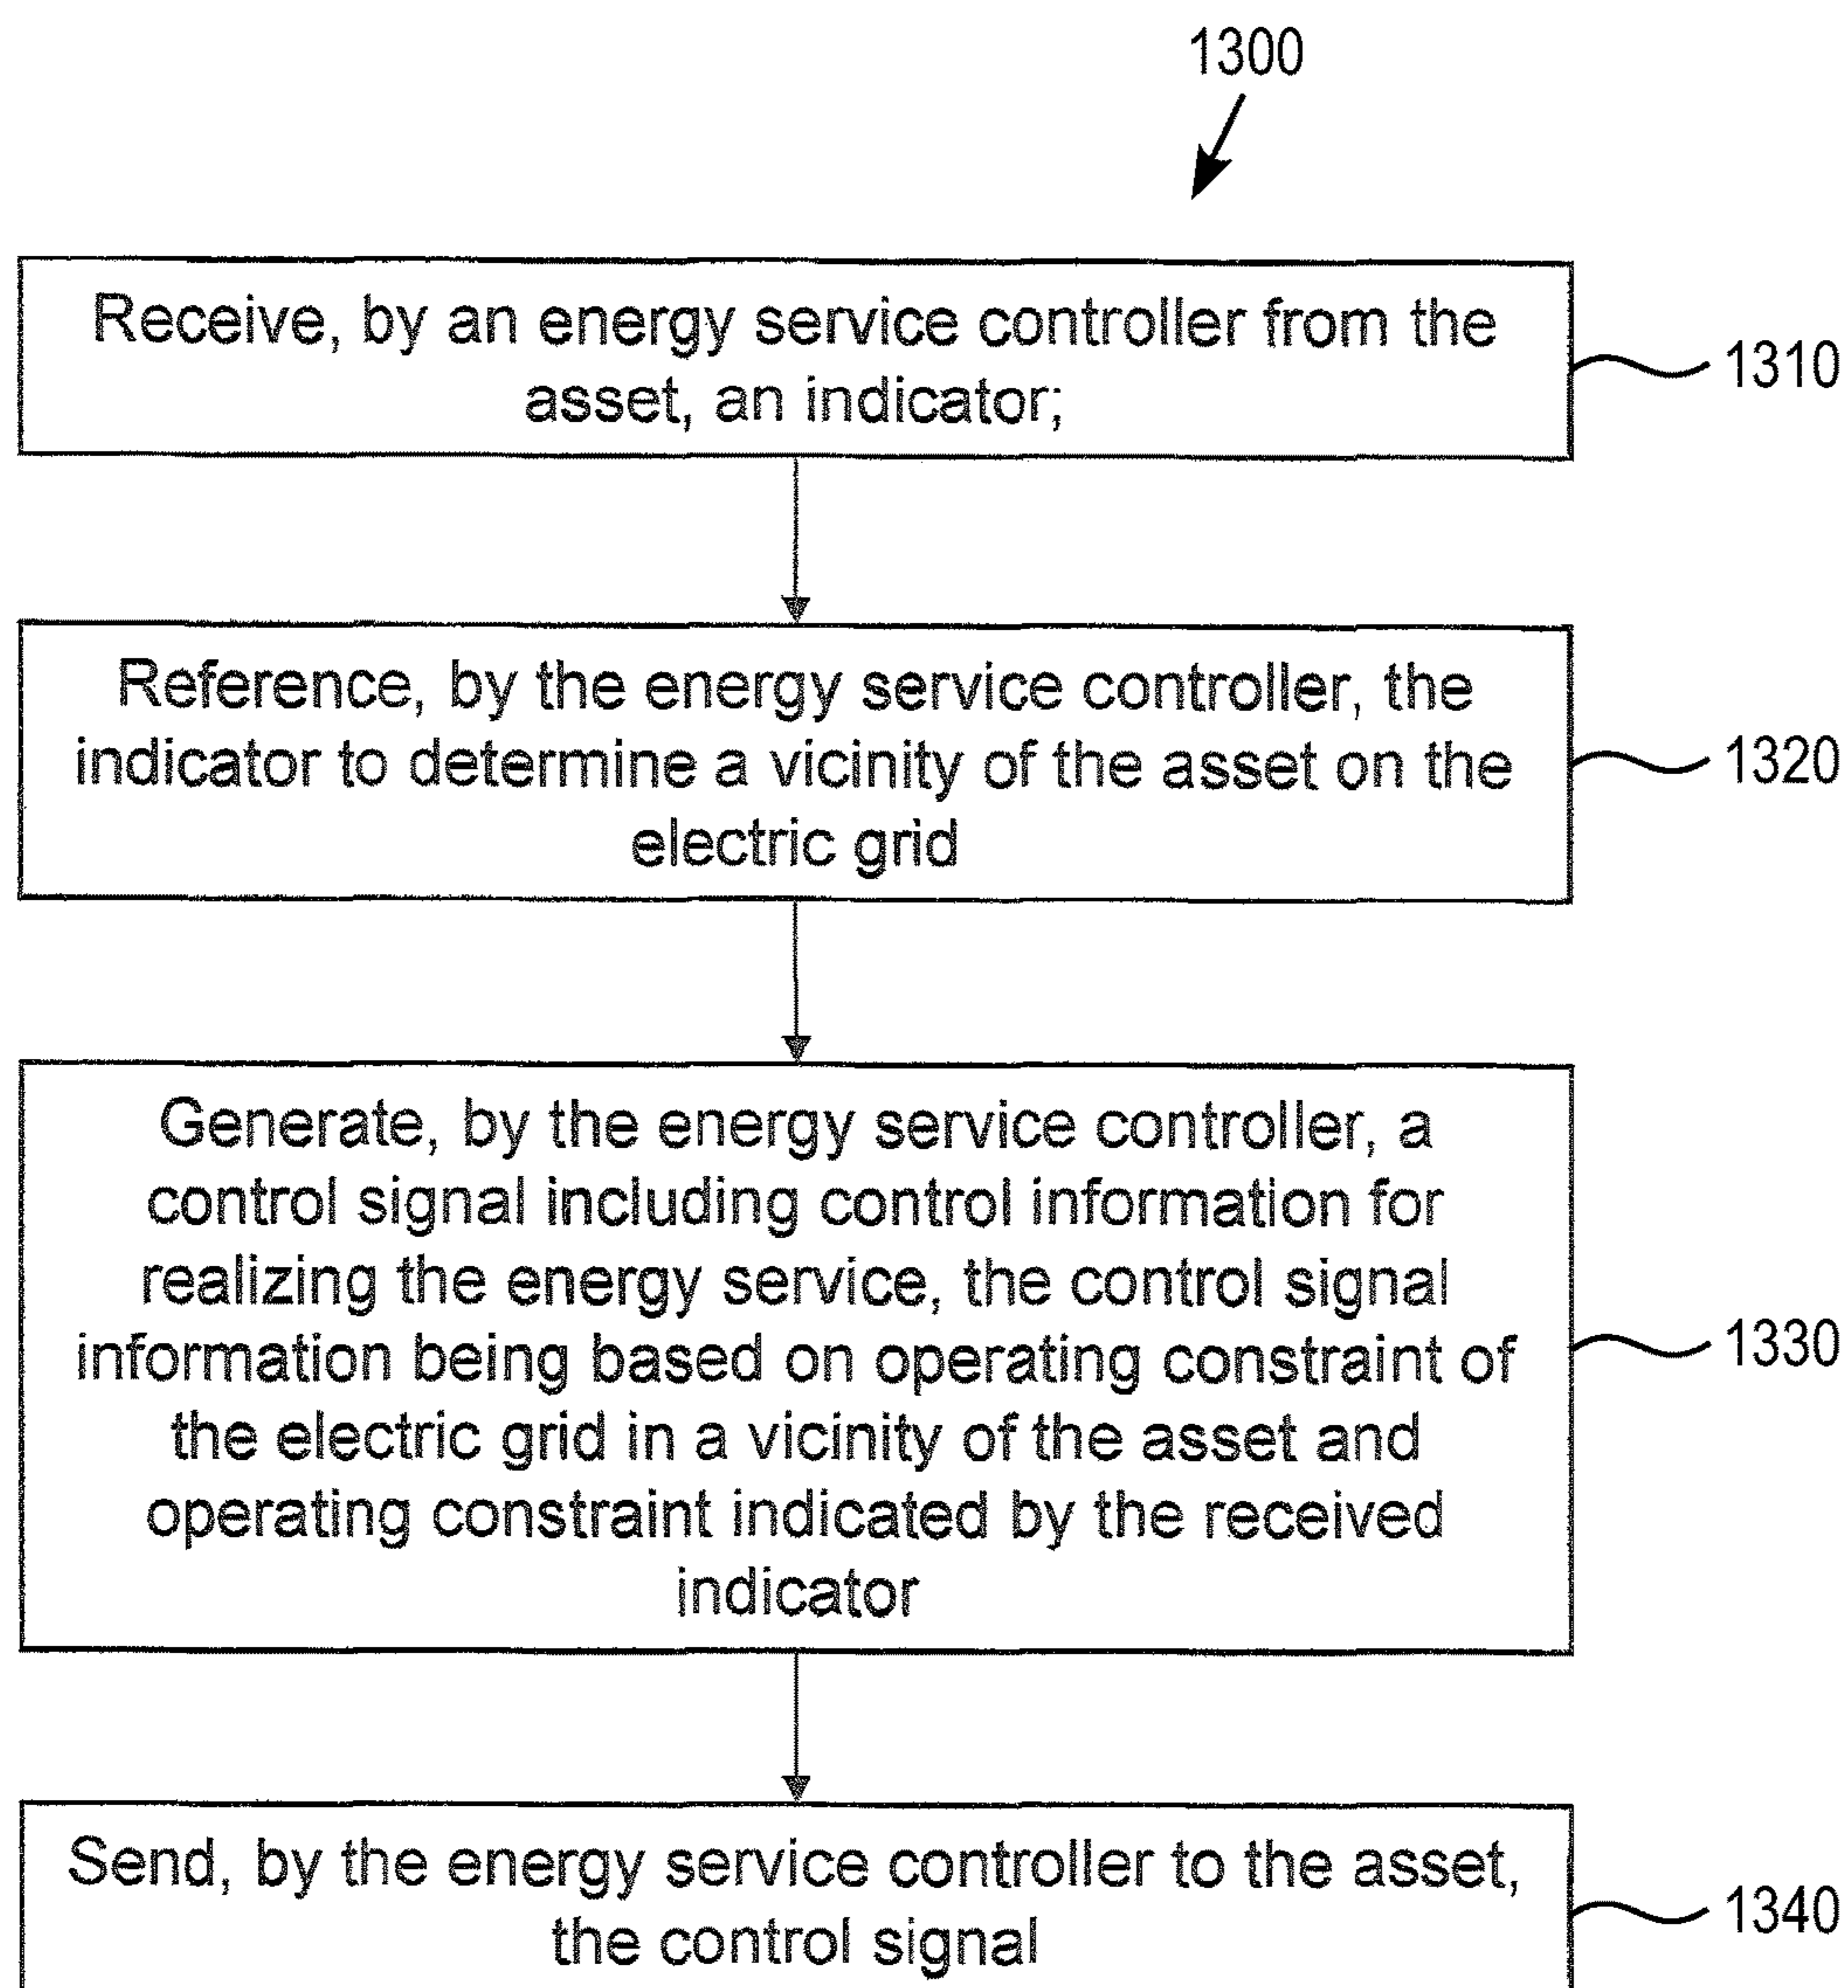 1300
Receive, by an energy service controller from the
asset, an indicator;
1310
Reference, by the energy service controller, the
indicator to determine a vicinity of the asset on the
electric grid
1320
Generate, by the energy service controller, a
control signal including control information for
realizing the energy service, the control signal
information being based on operating constraint of
the electric grid in a vicinity of the asset and
operating constraint indicated by the received
indicator
1330
Send, by the energy service controller to the asset,
the control signal
1340